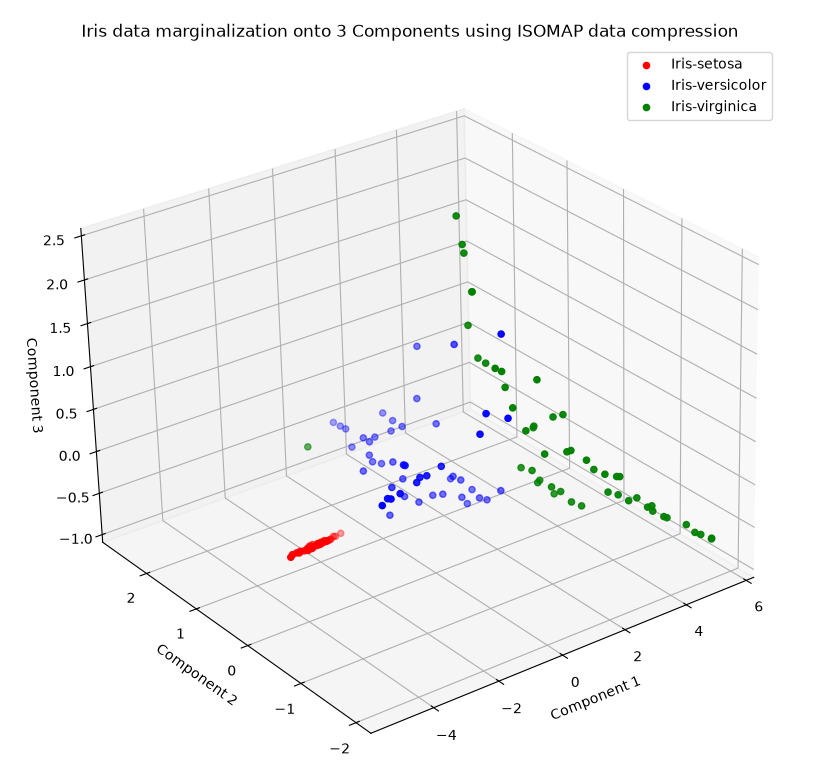 Iris data marginalization onto 3 Components using ISOMAP data compression
Iris-setosa
Iris-versicolor
Iris-virginica
2.5
2.0
1.5
1.0
0.5
0.0
−0.5
−1.0
Component 3
2
1
0
−1
−2
Component 2
−4
−2
0
2
4
6
Component 1